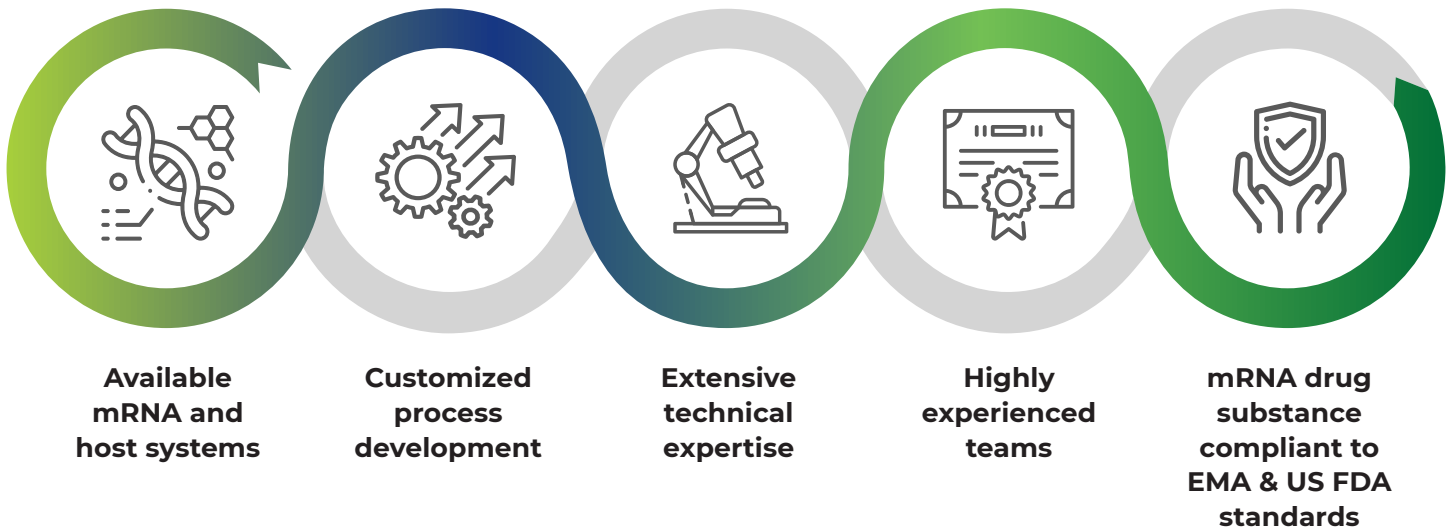 Available
mRNA and
host systems
Customized
process
development
Extensive
technical
expertise
Highly
experienced
teams
mRNA drug
substance
compliant to
EMA & US FDA
standards